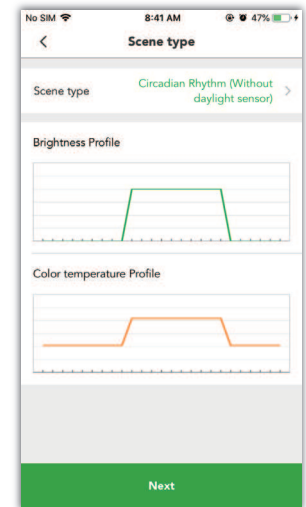 No SIM 8:41 AM 47%
Scene type
Scene type Circadian Rhythm (Without
daylight sensor)
Brightness Profile
Color temperature Profile
Next